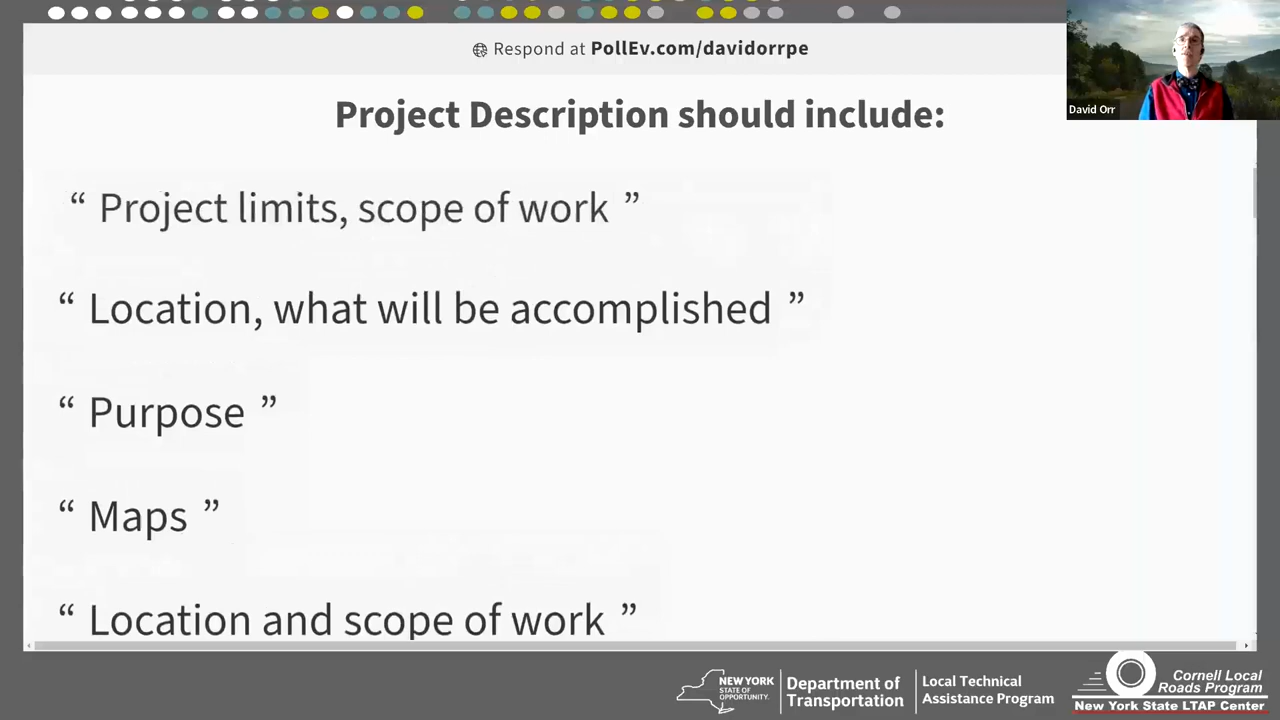 Respond at PollEv.com/davidorrpe
David Orr
Project Description should include:
“ Project limits, scope of work ”
“ Location, what will be accomplished ”
“ Purpose ”
“ Maps ”
“ Location and scope of work ”
NEW YORK
STATE OF
OPPORTUNITY.
Department of
Transportation
Local Technical
Assistance Program
Cornell Local
Roads Program
New York State LTAP Center